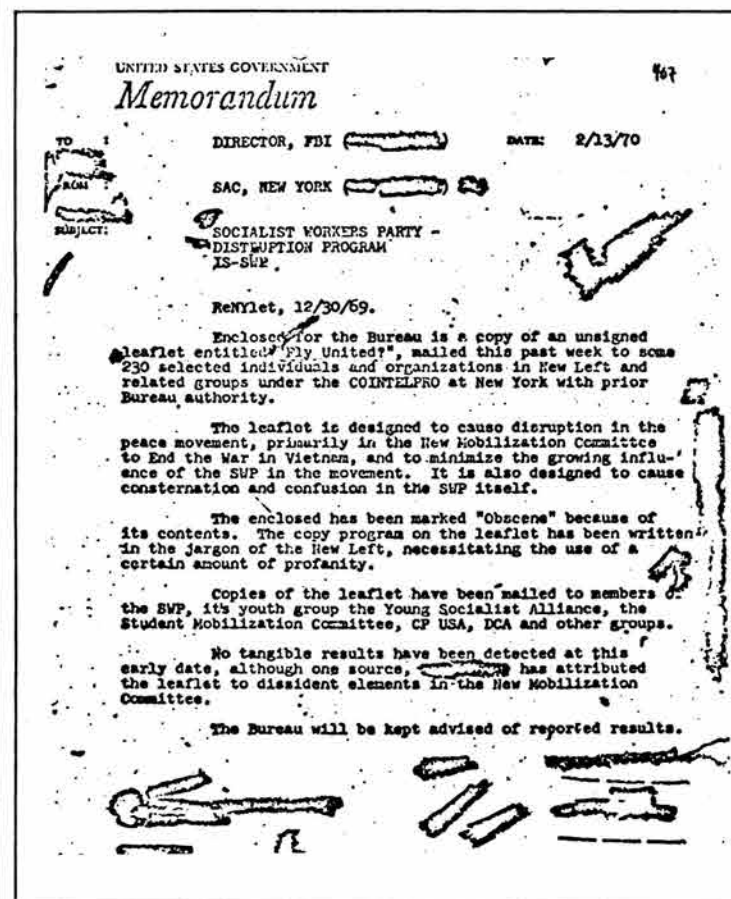 UNITED STATES GOVERNMENT
467
Memorandum
TO :
DIRECTOR, FBI
DATE: 2/13/70
SAC, NEW YORK
SUBJECT:
SOCIALIST WORKERS PARTY -
DISTRUPTION PROGRAM
IS-SWP
ReNYlet, 12/30/69.
Enclosed for the Bureau is a copy of an unsigned
leaflet entitled "Fly United?", mailed this past week to some
230 selected individuals and organizations in New Left and
related groups under the COINTELPRO at New York with prior
Bureau authority.
The leaflet is designed to cause disruption in the
peace movement, primarily in the New Mobilization Committee
to End the War in Vietnam, and to minimize the growing influ-
ence of the SWP in the movement. It is also designed to cause
consternation and confusion in the SWP itself.
The enclosed has been marked "Obscene" because of
its contents. The copy program on the leaflet has been written
in the jargon of the New Left, necessitating the use of a
certain amount of profanity.
Copies of the leaflet have been mailed to members of
the SWP, it's youth group the Young Socialist Alliance, the
Student Mobilization Committee, CP USA, DCA and other groups.
No tangible results have been detected at this
early date, although one source, has attributed
the leaflet to dissident elements in the New Mobilization
Committee.
The Bureau will be kept advised of reported results.